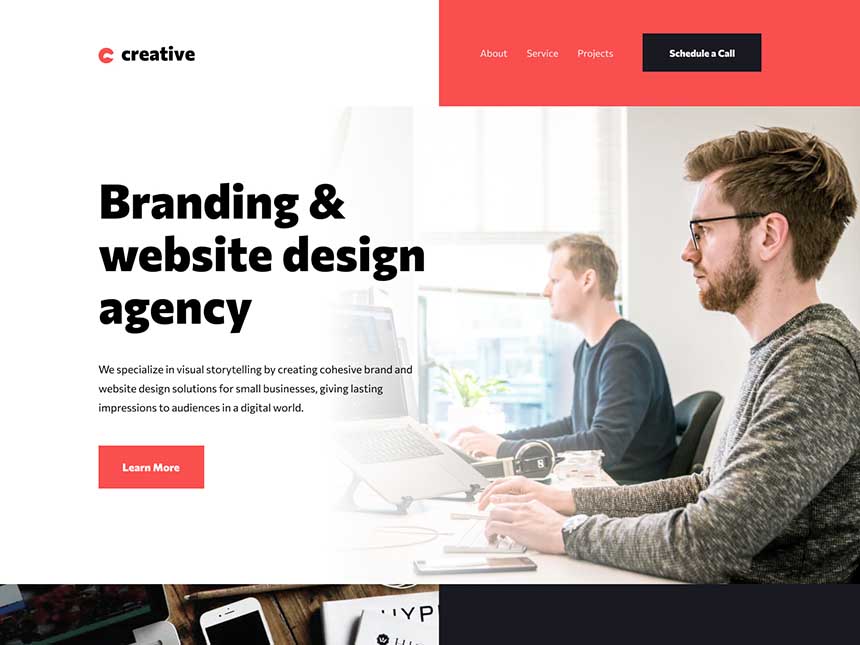 creative
About Service Projects Schedule a Call
Branding &
website design
agency
We specialize in visual storytelling by creating cohesive brand and
website design solutions for small businesses, giving lasting
impressions to audiences in a digital world.
Learn More